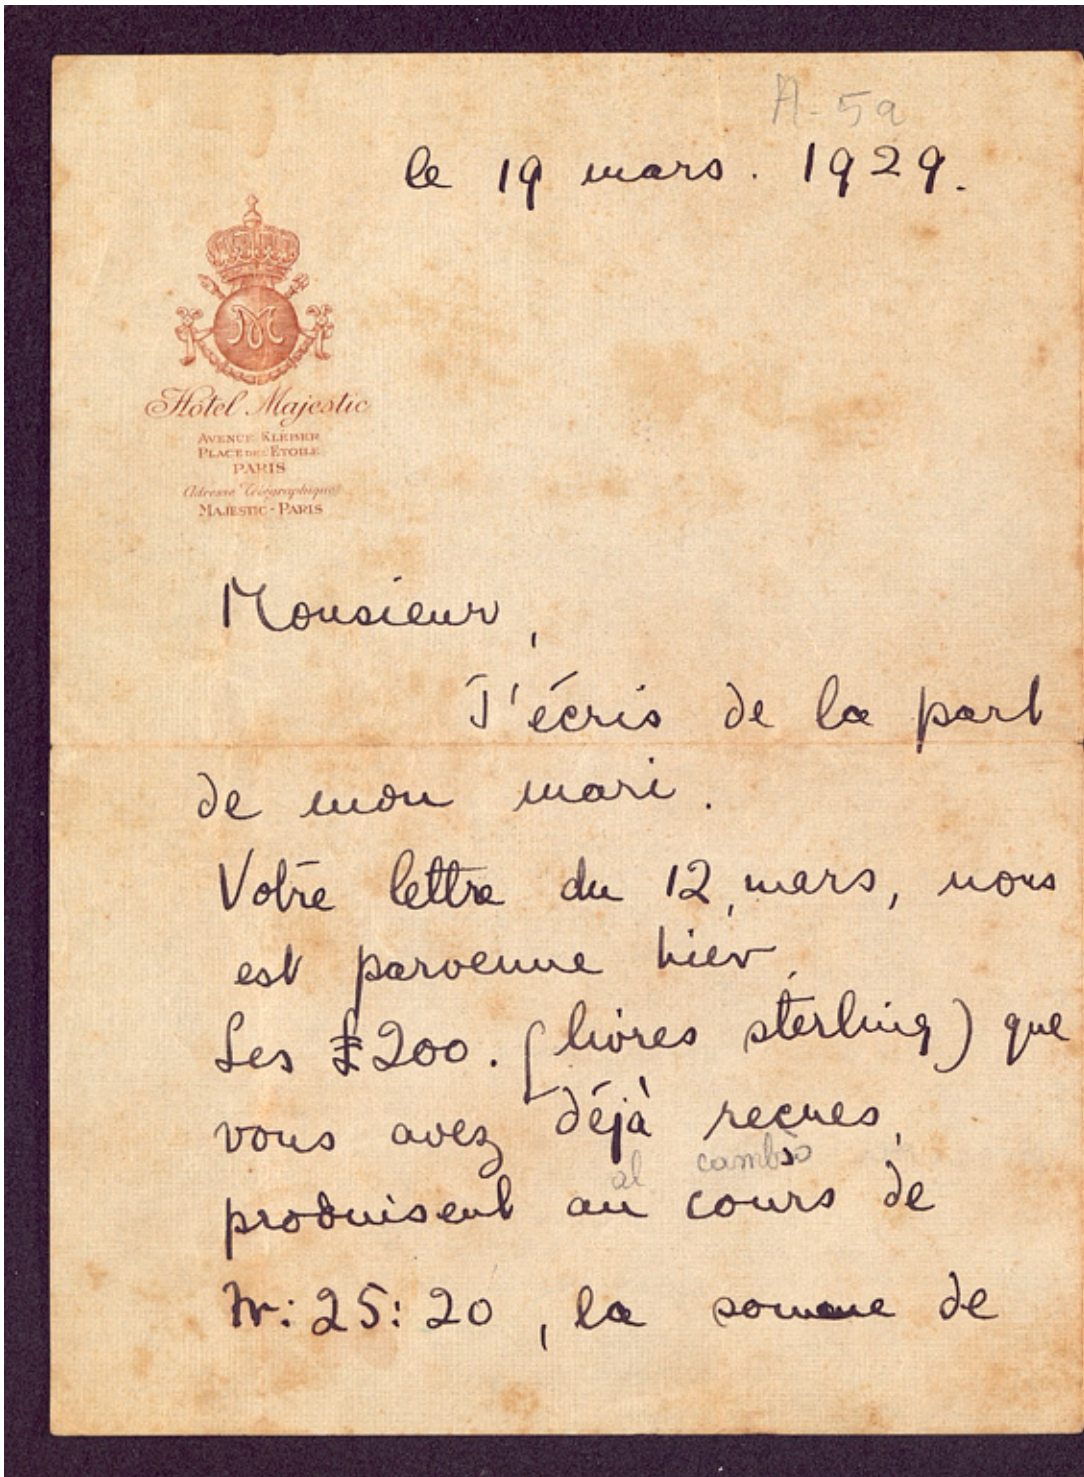 A-5a
le 19 mars. 1929.
M
Hôtel Majestic
AVENUE KLÉBER
PLACE DE L'ETOILE
PARIS
Adresse Télégraphique
MAJESTIC-PARIS
Monsieur,
J'écris de la part
de mon mari.
Votre lettre du 12, mars, nous
est parvenue hier.
Les £200. (livres sterling) que
vous avez déjà recues,
al cambio
produisent au cours de
fr: 25:20, la somme de